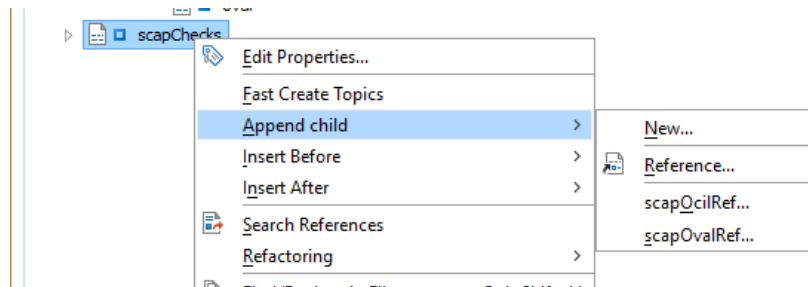 oval
scapChecks
Edit Properties...
Fast Create Topics
Append child
New...
Insert Before
Reference...
Insert After
scapOcilRef...
Search References
scapOvalRef...
Refactoring